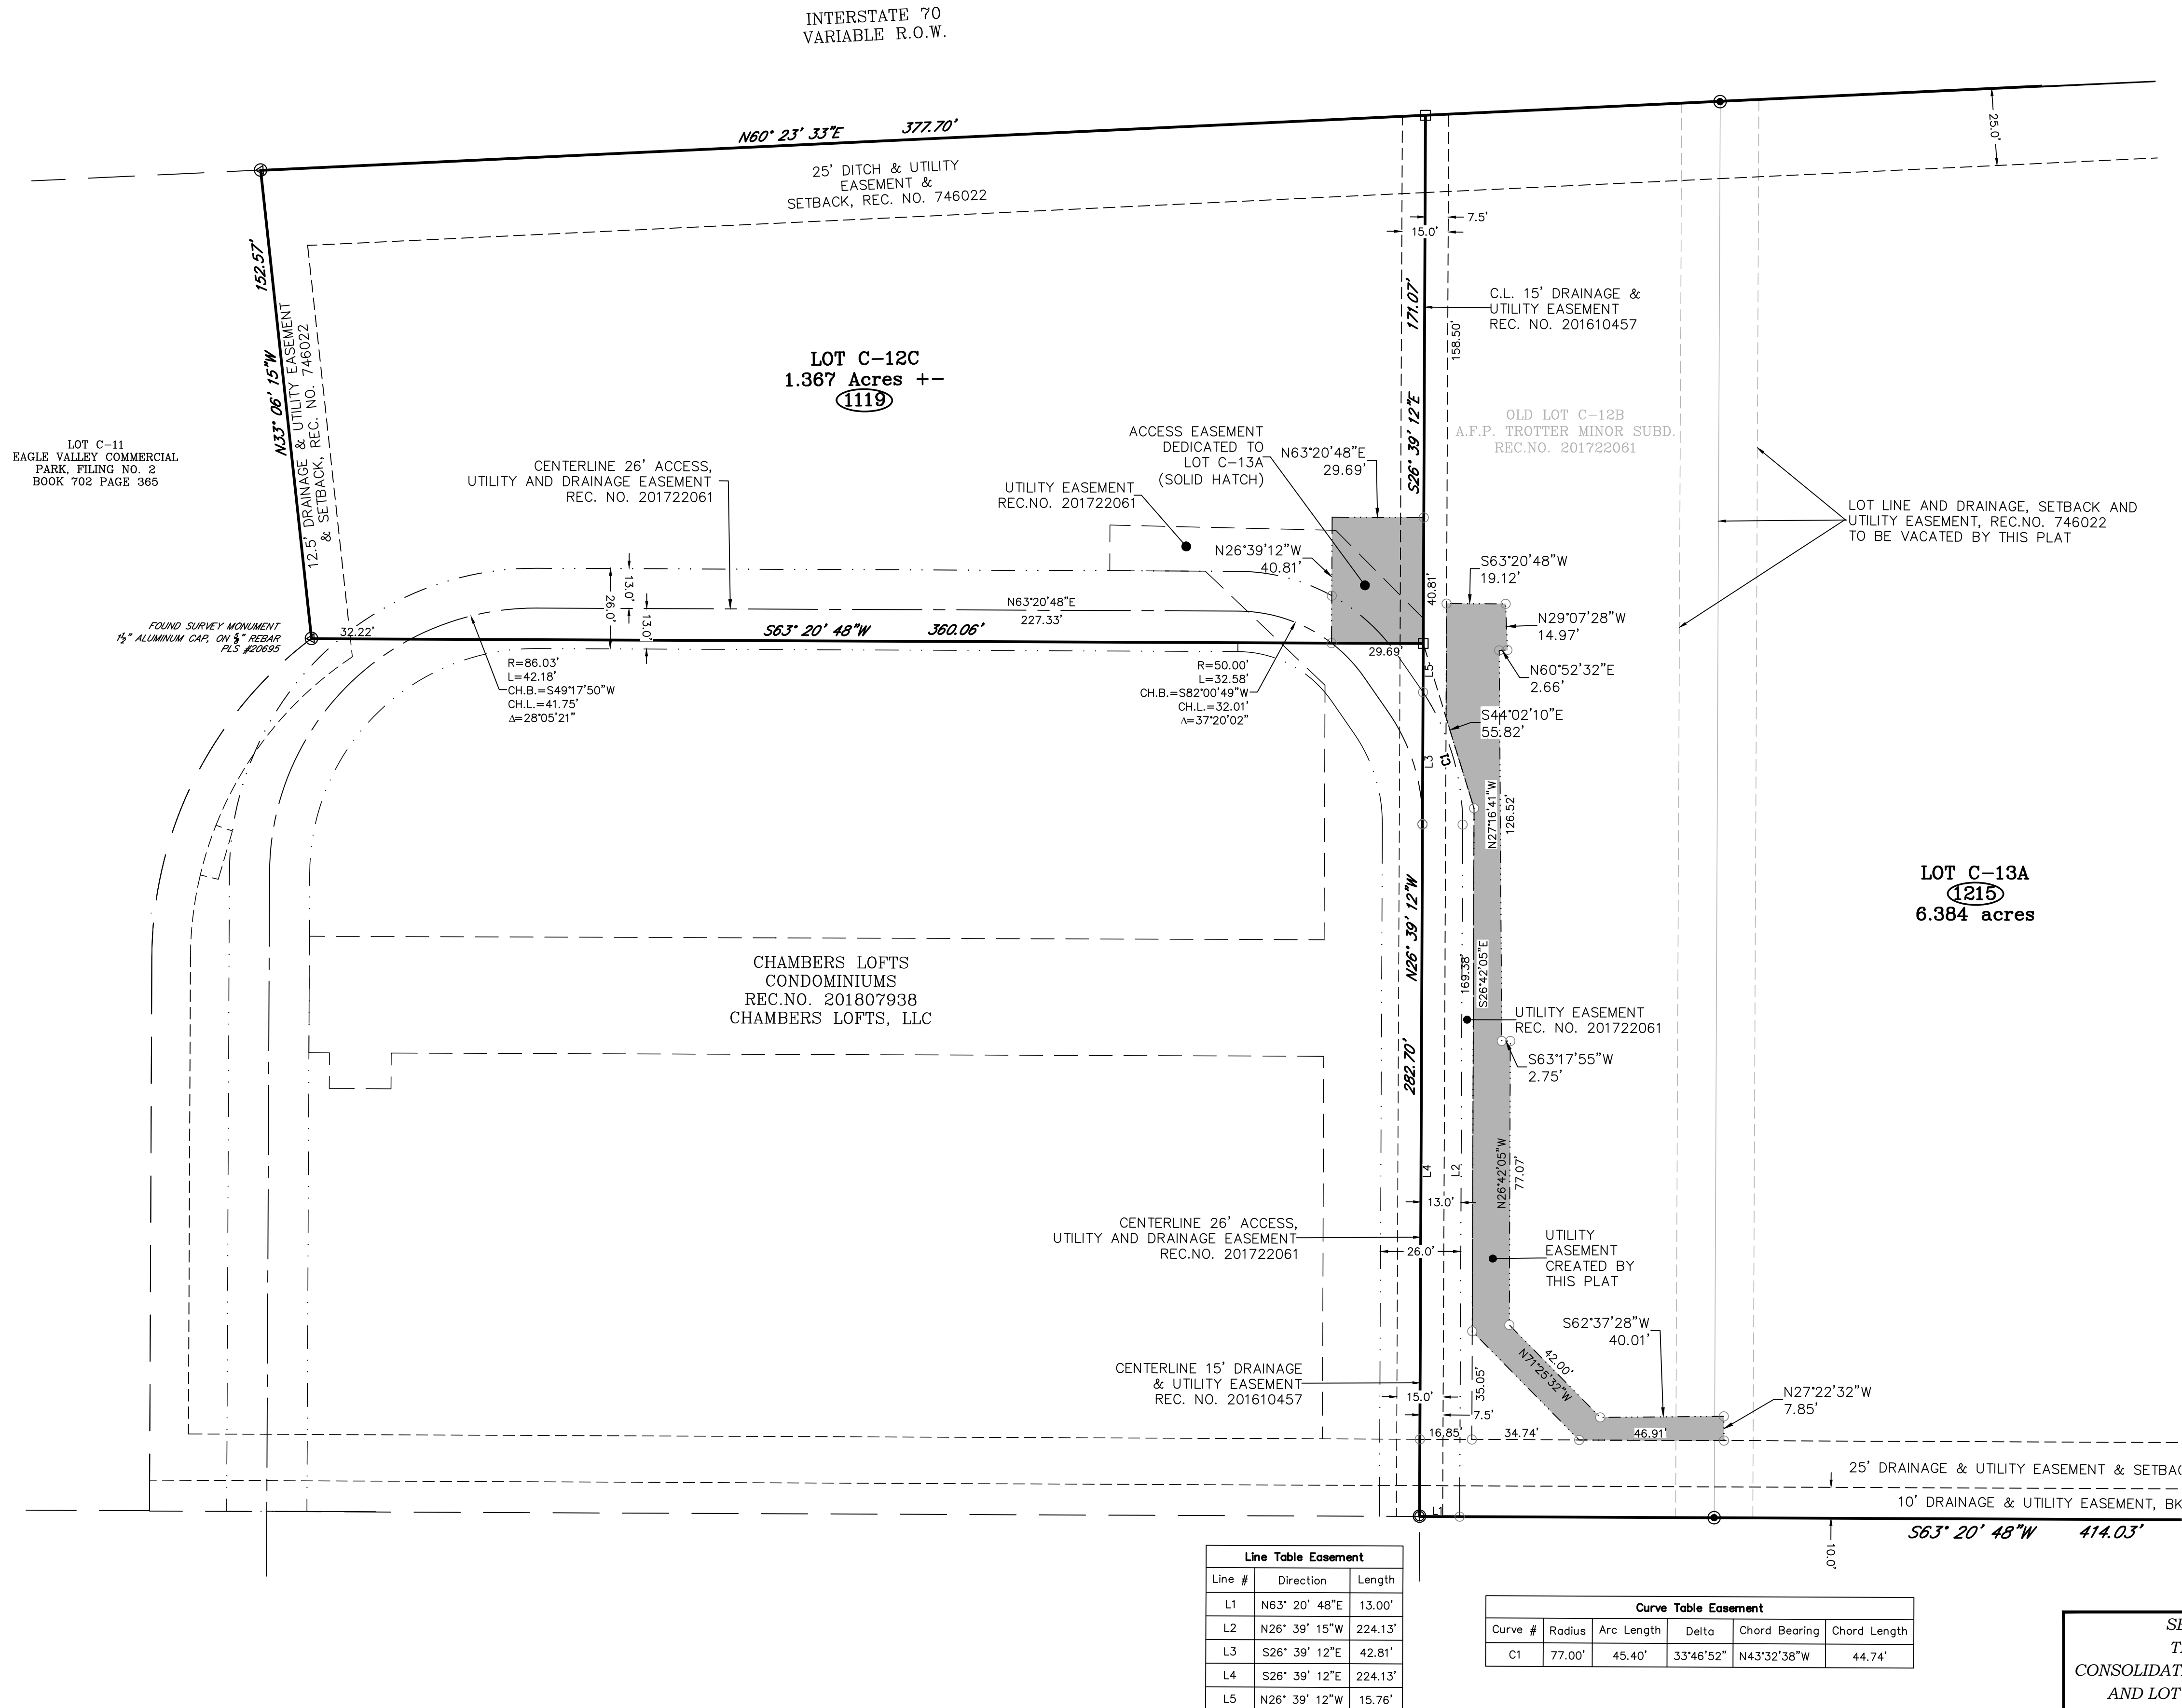 INTERSTATE 70
VARIABLE R.O.W.
N60° 23' 33"E 377.70'
25' DITCH & UTILITY
EASEMENT &
SETBACK, REC. NO. 746022
25.0'
7.5'
15.0'
152.57'
N33° 06' 15"W
12.5' DRAINAGE & UTILITY EASEMENT
& SETBACK, REC. NO. 746022
LOT C-11
EAGLE VALLEY COMMERCIAL
PARK, FILING NO. 2
BOOK 702 PAGE 365
LOT C-12C
1.367 Acres +-
1119
171.07'
S26° 39' 12"E
158.50'
C.L. 15' DRAINAGE &
UTILITY EASEMENT
REC. NO. 201610457
OLD LOT C-12B
A.F.P. TROTTER MINOR SUBD.
REC.NO. 201722061
LOT LINE AND DRAINAGE, SETBACK AND
UTILITY EASEMENT, REC.NO. 746022
TO BE VACATED BY THIS PLAT
CENTERLINE 26' ACCESS,
UTILITY AND DRAINAGE EASEMENT
REC. NO. 201722061
UTILITY EASEMENT
REC.NO. 201722061
ACCESS EASEMENT
DEDICATED TO
LOT C-13A
(SOLID HATCH)
N63°20'48"E
29.69'
N26°39'12"W
40.81'
40.81'
S63°20'48"W
19.12'
N29°07'28"W
14.97'
N60°52'32"E
2.66'
S44°02'10"E
55.82'
13.0'
26.0'
13.0'
N63°20'48"E
227.33'
FOUND SURVEY MONUMENT
1½" ALUMINUM CAP, ON ⅝" REBAR
PLS #20695
32.22'
S63° 20' 48"W 360.06'
29.69'
L5
R=86.03'
L=42.18'
CH.B.=S49°17'50"W
CH.L.=41.75'
Δ=28°05'21"
R=50.00'
L=32.58'
CH.B.=S82°00'49"W
CH.L.=32.01'
Δ=37°20'02"
L3
C1
N27°16'41"W
126.52'
LOT C-13A
1215
6.384 acres
N26° 39' 12"W
282.70'
169.38'
S26°42'05"E
CHAMBERS LOFTS
CONDOMINIUMS
REC.NO. 201807938
CHAMBERS LOFTS, LLC
UTILITY EASEMENT
REC. NO. 201722061
S63°17'55"W
2.75'
L4
L2
N26°42'05"W
77.07'
13.0'
CENTERLINE 26' ACCESS,
UTILITY AND DRAINAGE EASEMENT
REC.NO. 201722061
26.0'
UTILITY
EASEMENT
CREATED BY
THIS PLAT
S62°37'28"W
40.01'
42.00'
N71°25'32"W
CENTERLINE 15' DRAINAGE
& UTILITY EASEMENT
REC. NO. 201610457
15.0'
7.5'
35.05'
N27°22'32"W
7.85'
16.85'
34.74'
46.91'
25' DRAINAGE & UTILITY EASEMENT & SETBAC
10' DRAINAGE & UTILITY EASEMENT, BK
L1
S63° 20' 48"W 414.03'
10.0'
Line Table Easement
Line # Direction Length
L1 N63° 20' 48"E 13.00'
L2 N26° 39' 15"W 224.13'
L3 S26° 39' 12"E 42.81'
L4 S26° 39' 12"E 224.13'
L5 N26° 39' 12"W 15.76'
Curve Table Easement
Curve # Radius Arc Length Delta Chord Bearing Chord Length
C1 77.00' 45.40' 33°46'52" N43°32'38"W 44.74'
CONSOLIDAT
AND LOT